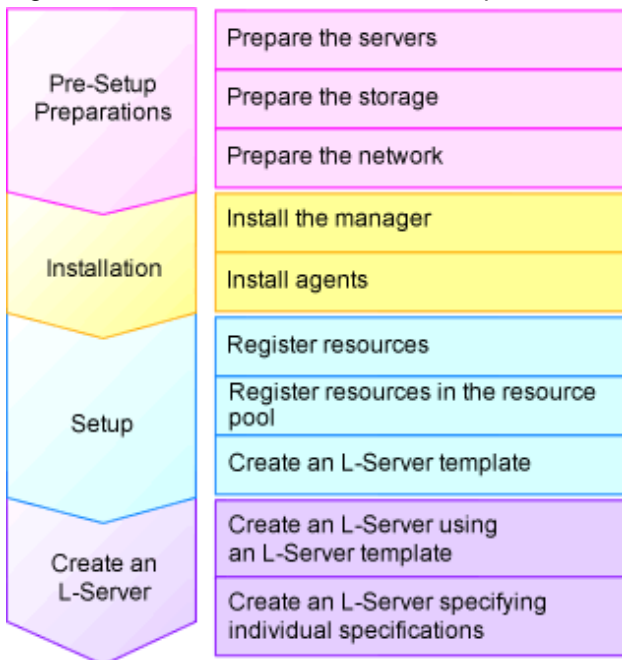 Pre-Setup
Preparations
Prepare the servers
Prepare the storage
Prepare the network
Installation
Install the manager
Install agents
Setup
Register resources
Register resources in the resource
pool
Create an L-Server template
Create an
L-Server
Create an L-Server using
an L-Server template
Create an L-Server specifying
individual specifications